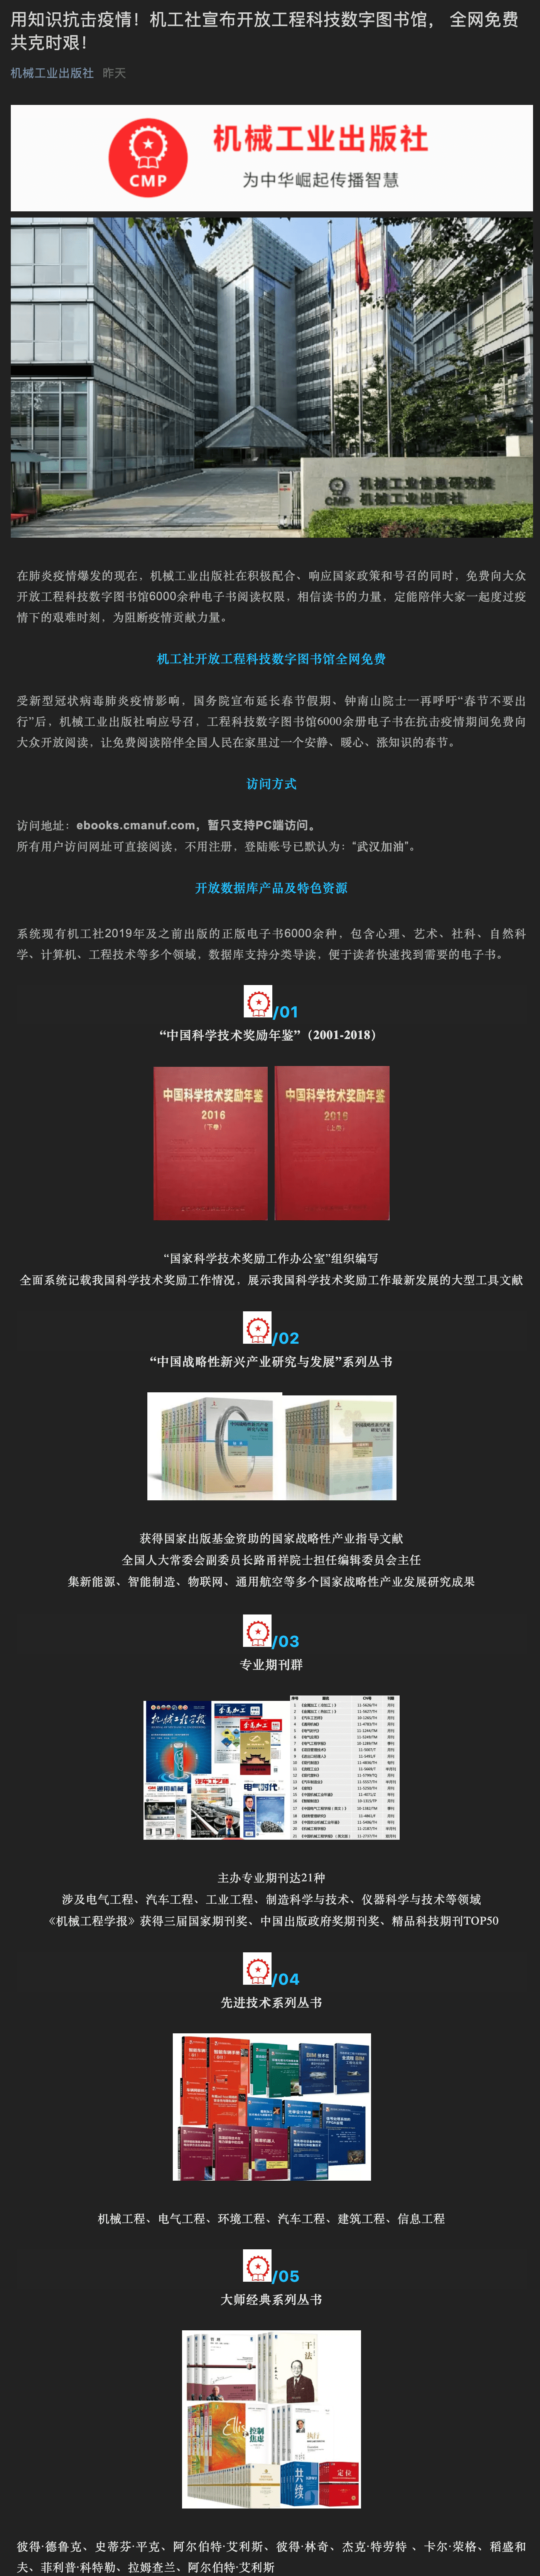 用知识抗击疫情！机工社宣布开放工程科技数字图书馆， 全网免费
共克时艰！
机械工业出版社 昨天
CMP
机械工业出版社
为中华崛起传播智慧
CMP
机械工业信息研究院
机械工业出版社
在肺炎疫情爆发的现在，机械工业出版社在积极配合、响应国家政策和号召的同时，免费向大众
开放工程科技数字图书馆6000余种电子书阅读权限，相信读书的力量，定能陪伴大家一起度过疫
情下的艰难时刻，为阻断疫情贡献力量。
机工社开放工程科技数字图书馆全网免费
受新型冠状病毒肺炎疫情影响，国务院宣布延长春节假期、钟南山院士一再呼吁“春节不要出
行”后，机械工业出版社响应号召，工程科技数字图书馆6000余册电子书在抗击疫情期间免费向
大众开放阅读，让免费阅读陪伴全国人民在家里过一个安静、暖心、涨知识的春节。
访问方式
访问地址：ebooks.cmanuf.com，暂只支持PC端访问。
所有用户访问网址可直接阅读，不用注册，登陆账号已默认为：“武汉加油”。
开放数据库产品及特色资源
系统现有机工社2019年及之前出版的正版电子书6000余种，包含心理、艺术、社科、自然科
学、计算机、工程技术等多个领域，数据库支持分类导读，便于读者快速找到需要的电子书。
/01
“中国科学技术奖励年鉴”（2001-2018）
中国科学技术奖励年鉴
2016
（下卷）
中国科学技术奖励年鉴
2016
（上卷）
“国家科学技术奖励工作办公室”组织编写
全面系统记载我国科学技术奖励工作情况，展示我国科学技术奖励工作最新发展的大型工具文献
/02
“中国战略性新兴产业研究与发展”系列丛书
获得国家出版基金资助的国家战略性产业指导文献
全国人大常委会副委员长路甬祥院士担任编辑委员会主任
集新能源、智能制造、物联网、通用航空等多个国家战略性产业发展研究成果
/03
专业期刊群
机械工程学报
金属加工
金属加工
通用机械
汽车工艺师
电气时代
主办专业期刊达21种
涉及电气工程、汽车工程、工业工程、制造科学与技术、仪器科学与技术等领域
《机械工程学报》获得三届国家期刊奖、中国出版政府奖期刊奖、精品科技期刊TOP50
/04
先进技术系列丛书
机械工程、电气工程、环境工程、汽车工程、建筑工程、信息工程
/05
大师经典系列丛书
干法
控制
焦虑
执行
共续
定位
彼得·德鲁克、史蒂芬·平克、阿尔伯特·艾利斯、彼得·林奇、杰克·特劳特 、卡尔·荣格、稻盛和
夫、菲利普·科特勒、拉姆查兰、阿尔伯特·艾利斯